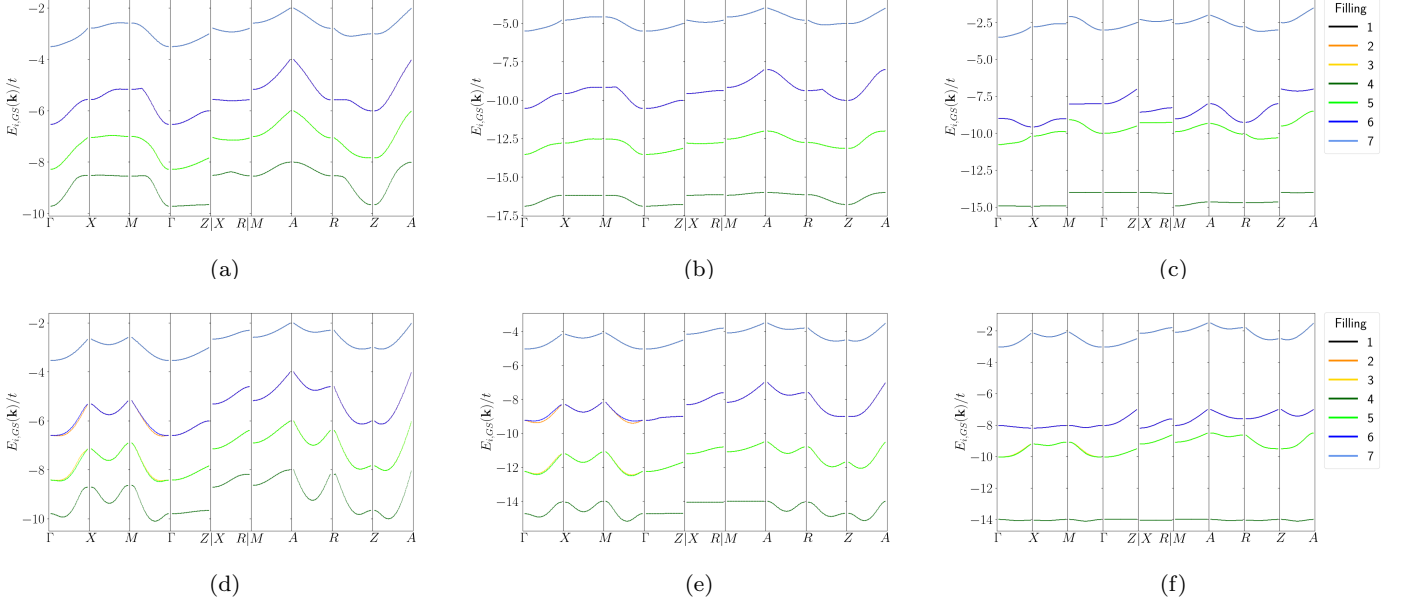 −2
−4
−6
−8
−10
E_{i,GS}(k)/t
Γ X M Γ Z|X R|M A R Z A
(a)
−5.0
−7.5
−10.0
−12.5
−15.0
−17.5
E_{i,GS}(k)/t
Γ X M Γ Z|X R|M A R Z A
(b)
−2.5
−5.0
−7.5
−10.0
−12.5
−15.0
E_{i,GS}(k)/t
Γ X M Γ Z|X R|M A R Z A
(c)
Filling
1
2
3
4
5
6
7
−2
−4
−6
−8
−10
E_{i,GS}(k)/t
Γ X M Γ Z|X R|M A R Z A
(d)
−4
−6
−8
−10
−12
−14
E_{i,GS}(k)/t
Γ X M Γ Z|X R|M A R Z A
(e)
−2
−4
−6
−8
−10
−12
−14
E_{i,GS}(k)/t
Γ X M Γ Z|X R|M A R Z A
(f)
Filling
1
2
3
4
5
6
7